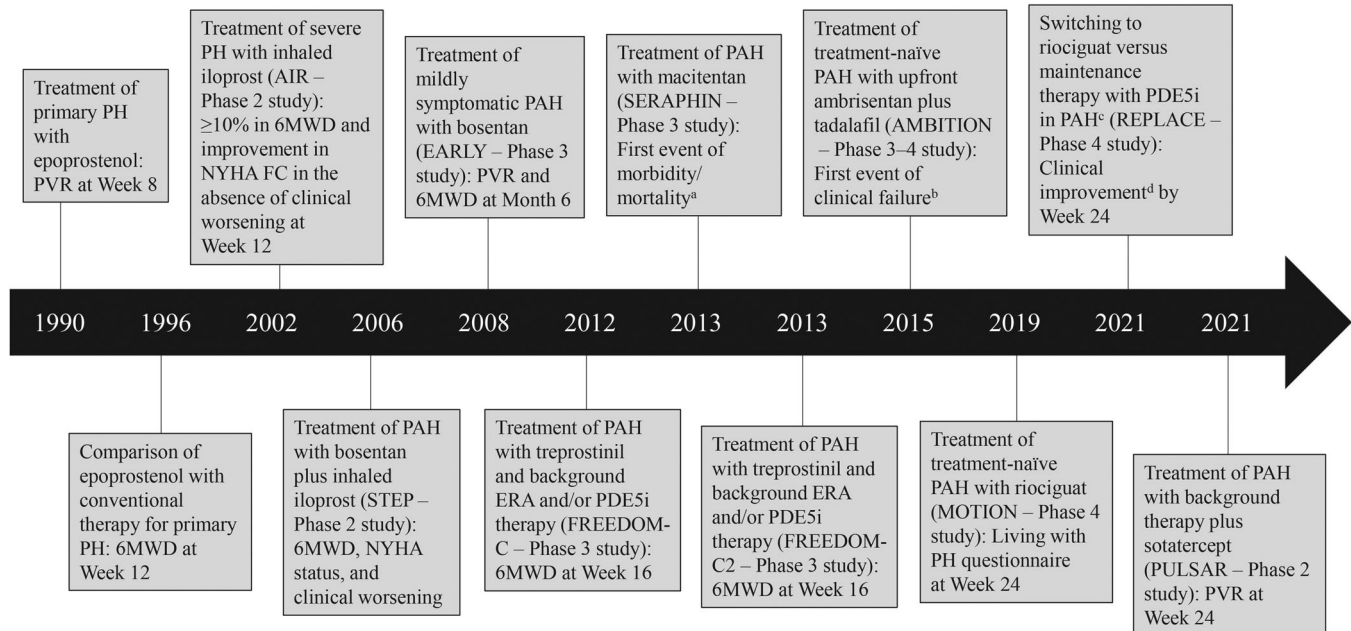 Treatment of
primary PH
with
epoprostenol:
PVR at Week 8
Treatment of severe
PH with inhaled
iloprost (AIR –
Phase 2 study):
≥10% in 6MWD and
improvement in
NYHA FC in the
absence of clinical
worsening at
Week 12
Treatment of
mildly
symptomatic PAH
with bosentan
(EARLY – Phase 3
study): PVR and
6MWD at Month 6
Treatment of PAH
with macitentan
(SERAPHIN –
Phase 3 study):
First event of
morbidity/
mortalityᵃ
Treatment of
treatment-naïve
PAH with upfront
ambrisentan plus
tadalafil (AMBITION
– Phase 3–4 study):
First event of
clinical failureᵇ
Switching to
riociguat versus
maintenance
therapy with PDE5i
in PAHᶜ (REPLACE –
Phase 4 study):
Clinical
improvementᵈ by
Week 24
1990 1996 2002 2006 2008 2012 2013 2013 2015 2019 2021 2021
Comparison of
epoprostenol with
conventional
therapy for primary
PH: 6MWD at
Week 12
Treatment of PAH
with bosentan
plus inhaled
iloprost (STEP –
Phase 2 study):
6MWD, NYHA
status, and
clinical worsening
Treatment of PAH
with treprostinil
and background
ERA and/or PDE5i
therapy (FREEDOM-
C – Phase 3 study):
6MWD at Week 16
Treatment of PAH
with treprostinil and
background ERA
and/or PDE5i
therapy (FREEDOM-
C2 – Phase 3 study):
6MWD at Week 16
Treatment of
treatment-naïve
PAH with riociguat
(MOTION – Phase 4
study): Living with
PH questionnaire
at Week 24
Treatment of PAH
with background
therapy plus
sotatercept
(PULSAR – Phase 2
study): PVR at
Week 24